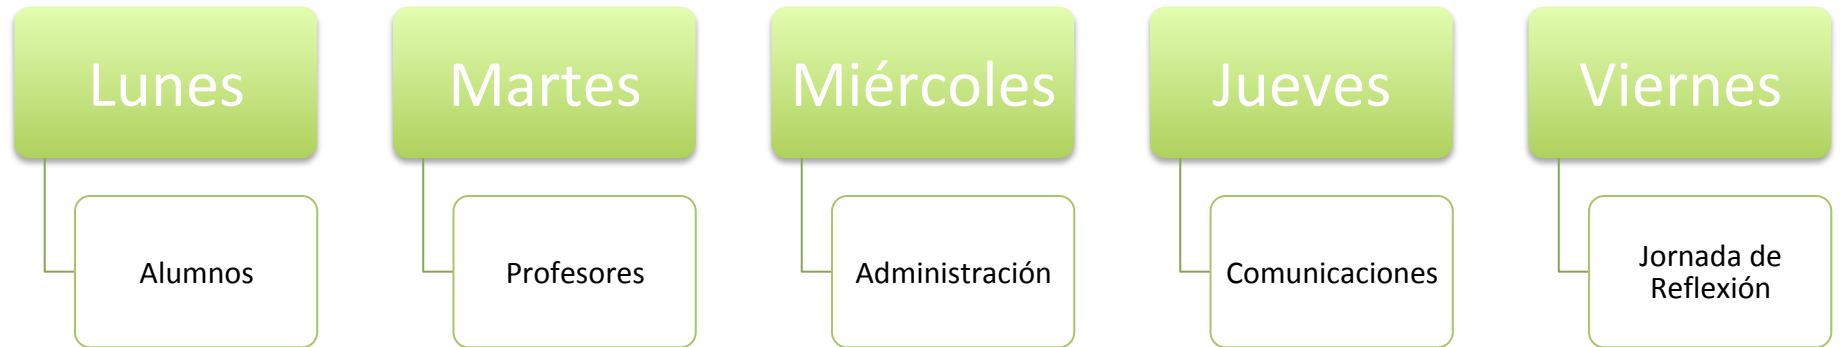 Lunes
Martes
Miércoles
Jueves
Viernes
Alumnos
Profesores
Administración
Comunicaciones
Jornada de
Reflexión